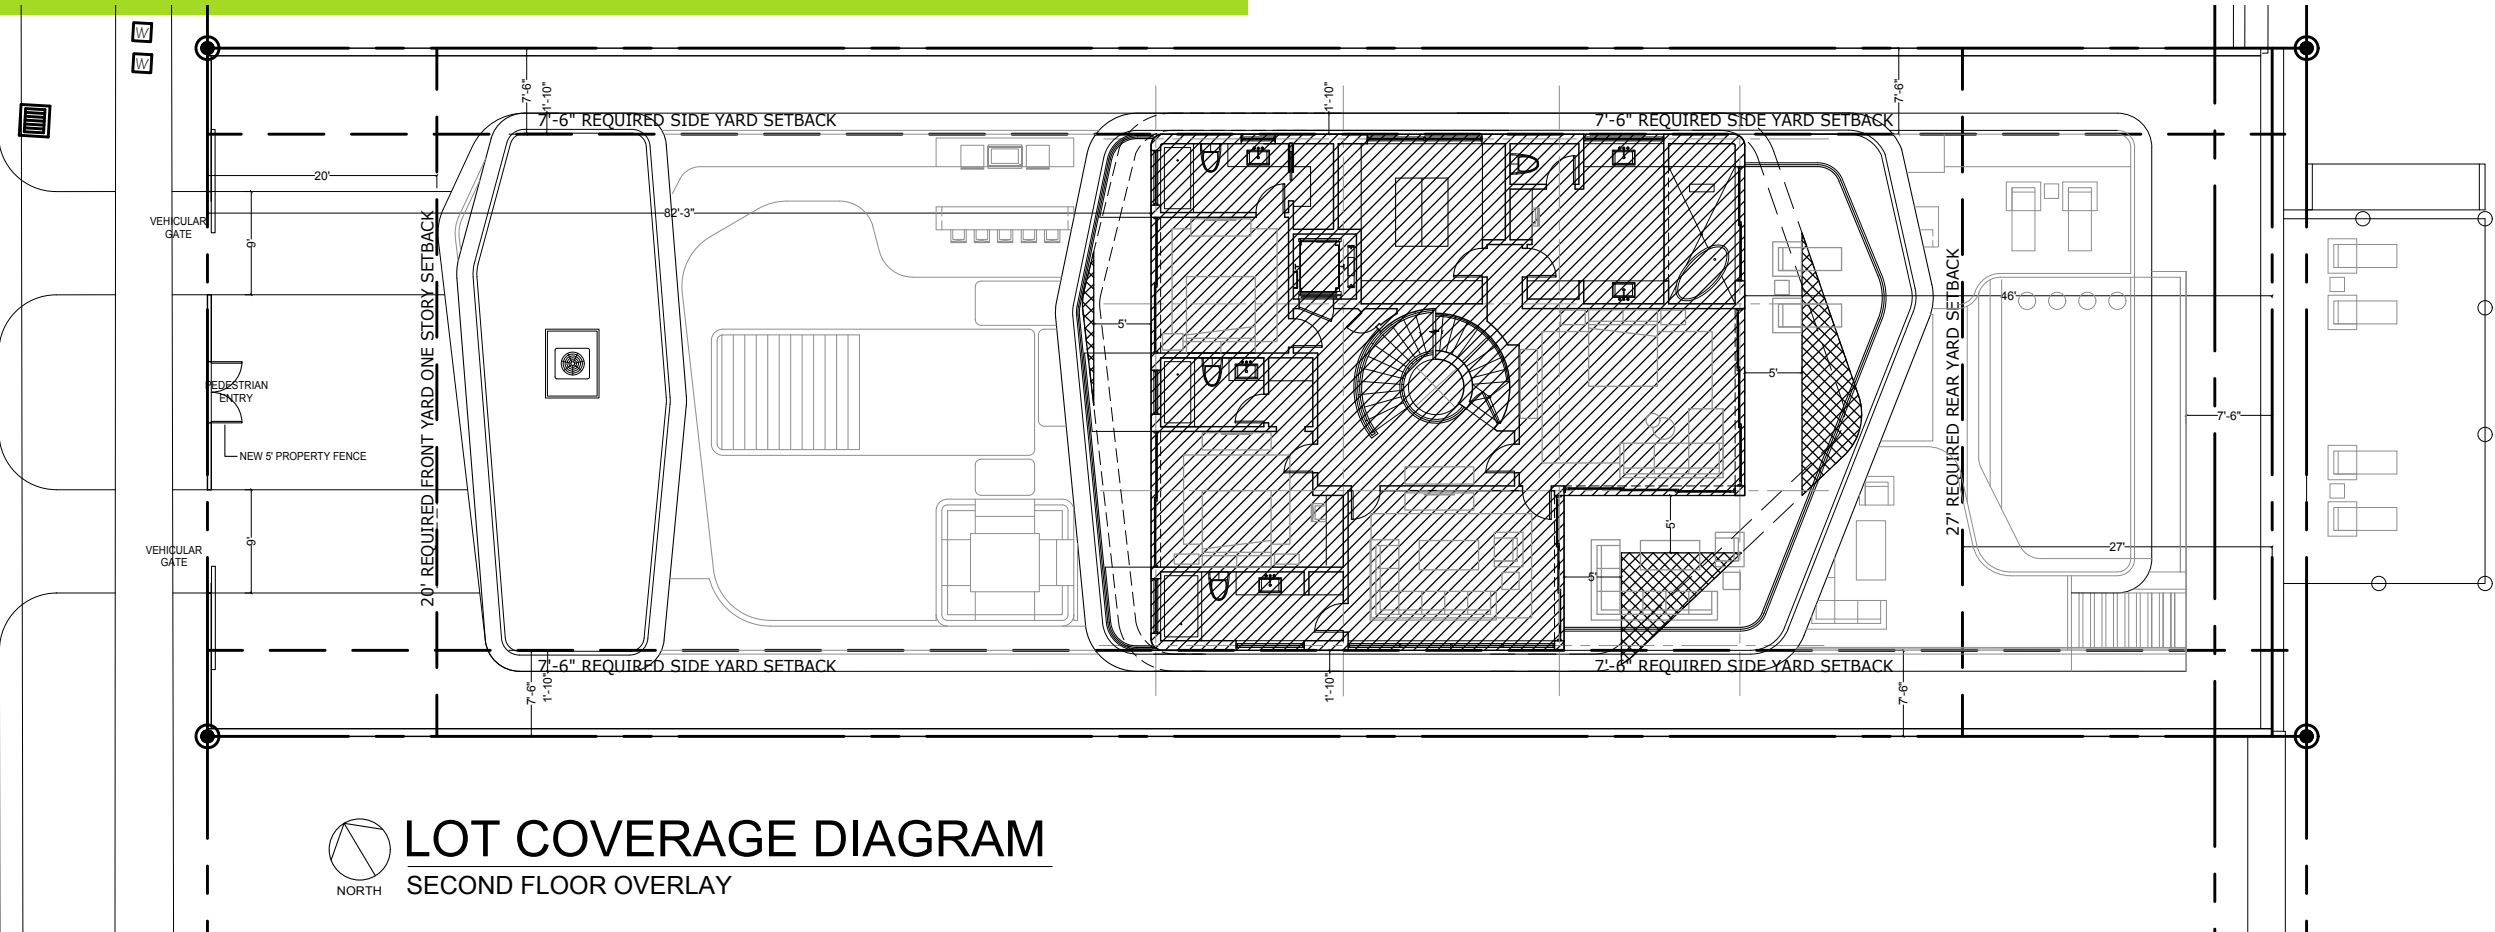 W
W
7'-6"
1'-10"
1'-10"
7'-6"
7'-6" REQUIRED SIDE YARD SETBACK
7'-6" REQUIRED SIDE YARD SETBACK
20'
82'-3"
VEHICULAR
GATE
9'
46'
5'
5'
PEDESTRIAN
ENTRY
7'-6"
NEW 5' PROPERTY FENCE
20' REQUIRED FRONT YARD ONE STORY SETBACK
27' REQUIRED REAR YARD SETBACK
5'
9'
VEHICULAR
GATE
27'
5'
7'-6" REQUIRED SIDE YARD SETBACK
7'-6" REQUIRED SIDE YARD SETBACK
7'-6"
1'-10"
1'-10"
7'-6"
LOT COVERAGE DIAGRAM
NORTH
SECOND FLOOR OVERLAY